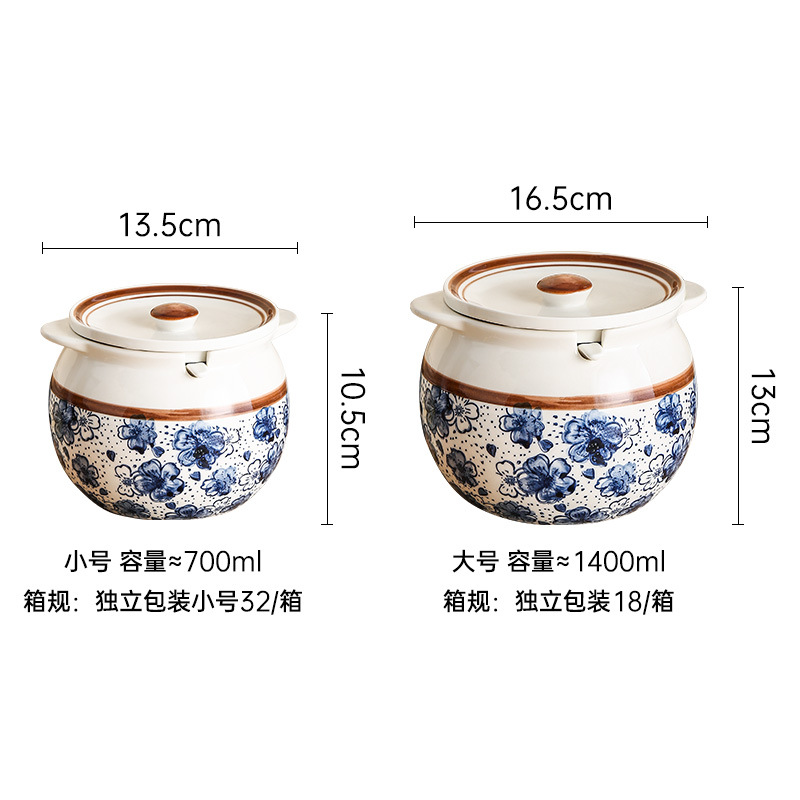 13.5cm
10.5cm
小号 容量≈700ml
箱规：独立包装小号32/箱
16.5cm
13cm
大号 容量≈1400ml
箱规：独立包装18/箱